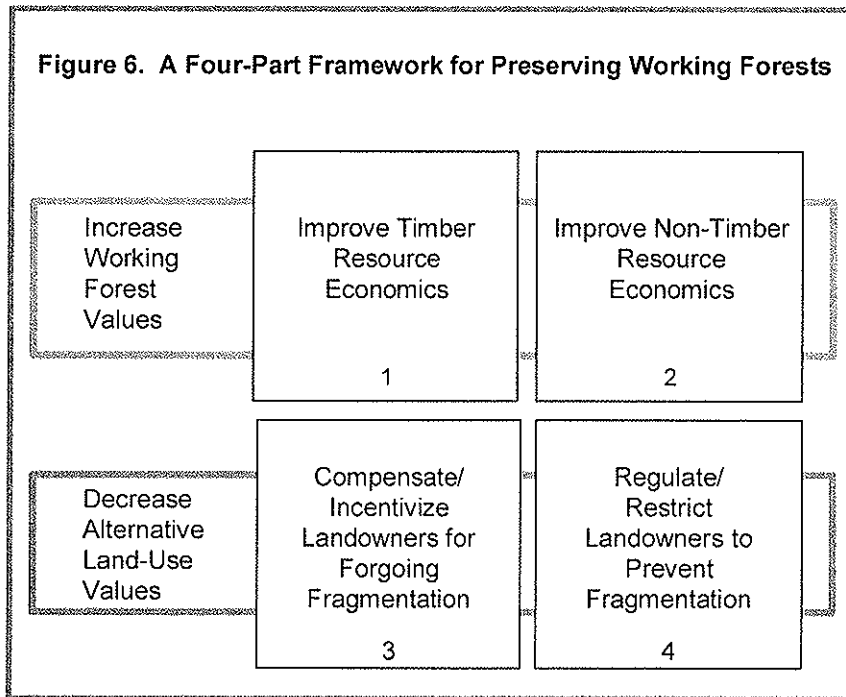 Figure 6. A Four-Part Framework for Preserving Working Forests
Increase
Working
Forest
Values
Improve Timber
Resource
Economics
1
Improve Non-Timber
Resource
Economics
2
Decrease
Alternative
Land-Use
Values
Compensate/
Incentivize
Landowners for
Forgoing
Fragmentation
3
Regulate/
Restrict
Landowners to
Prevent
Fragmentation
4